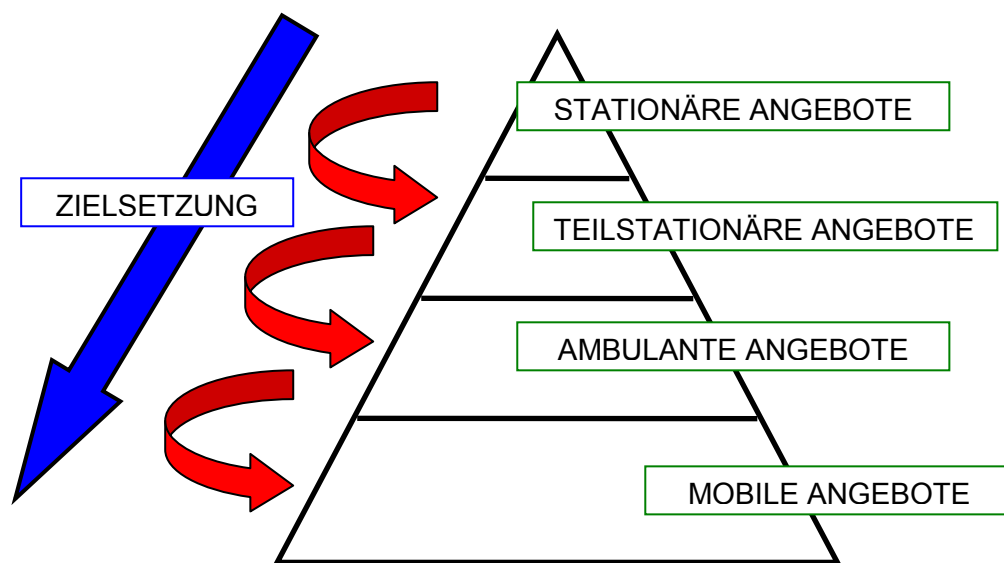 STATIONÄRE ANGEBOTE
ZIELSETZUNG
TEILSTATIONÄRE ANGEBOTE
AMBULANTE ANGEBOTE
MOBILE ANGEBOTE